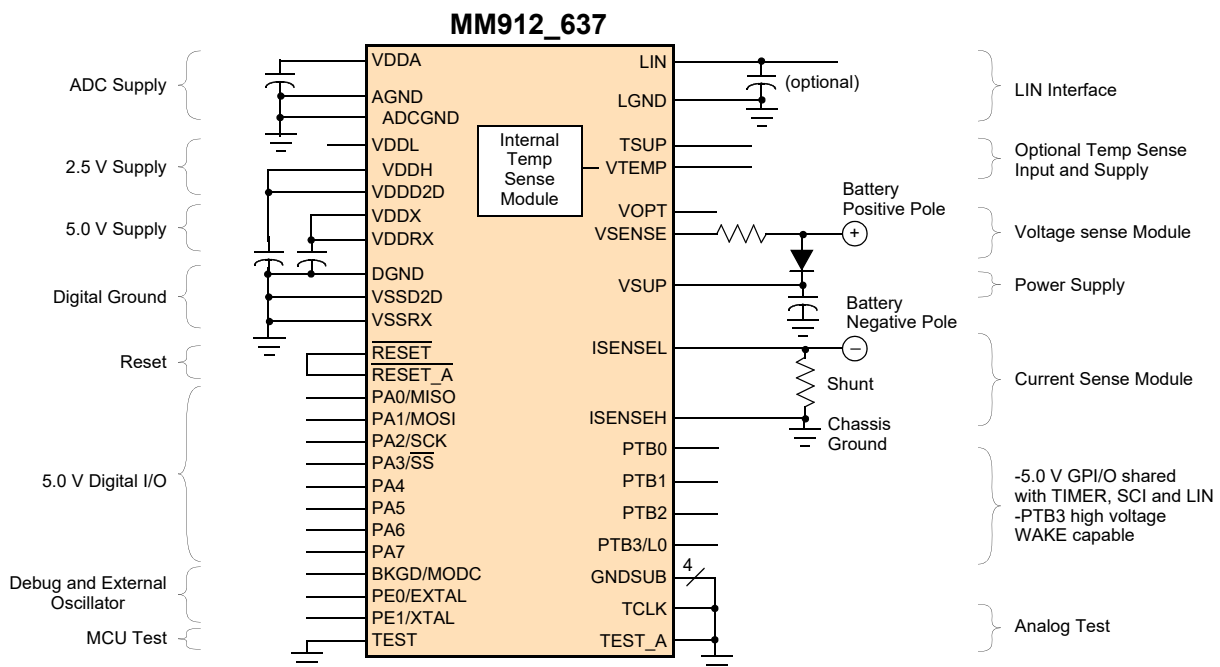 MM912_637
ADC Supply
2.5 V Supply
5.0 V Supply
Digital Ground
Reset
5.0 V Digital I/O
Debug and External
Oscillator
MCU Test
VDDA
AGND
ADCGND
VDDL
VDDH
VDDD2D
VDDX
VDDRX
DGND
VSSD2D
VSSRX
RESET
RESET_A
PA0/MISO
PA1/MOSI
PA2/SCK
PA3/SS
PA4
PA5
PA6
PA7
BKGD/MODC
PE0/EXTAL
PE1/XTAL
TEST
Internal
Temp
Sense
Module
LIN
LGND
TSUP
VTEMP
VOPT
VSENSE
VSUP
ISENSEL
ISENSEH
PTB0
PTB1
PTB2
PTB3/L0
GNDSUB
TCLK
TEST_A
(optional)
Battery
Positive Pole
+
Battery
Negative Pole
−
Shunt
Chassis
Ground
4
LIN Interface
Optional Temp Sense
Input and Supply
Voltage sense Module
Power Supply
Current Sense Module
-5.0 V GPI/O shared
with TIMER, SCI and LIN
-PTB3 high voltage
WAKE capable
Analog Test